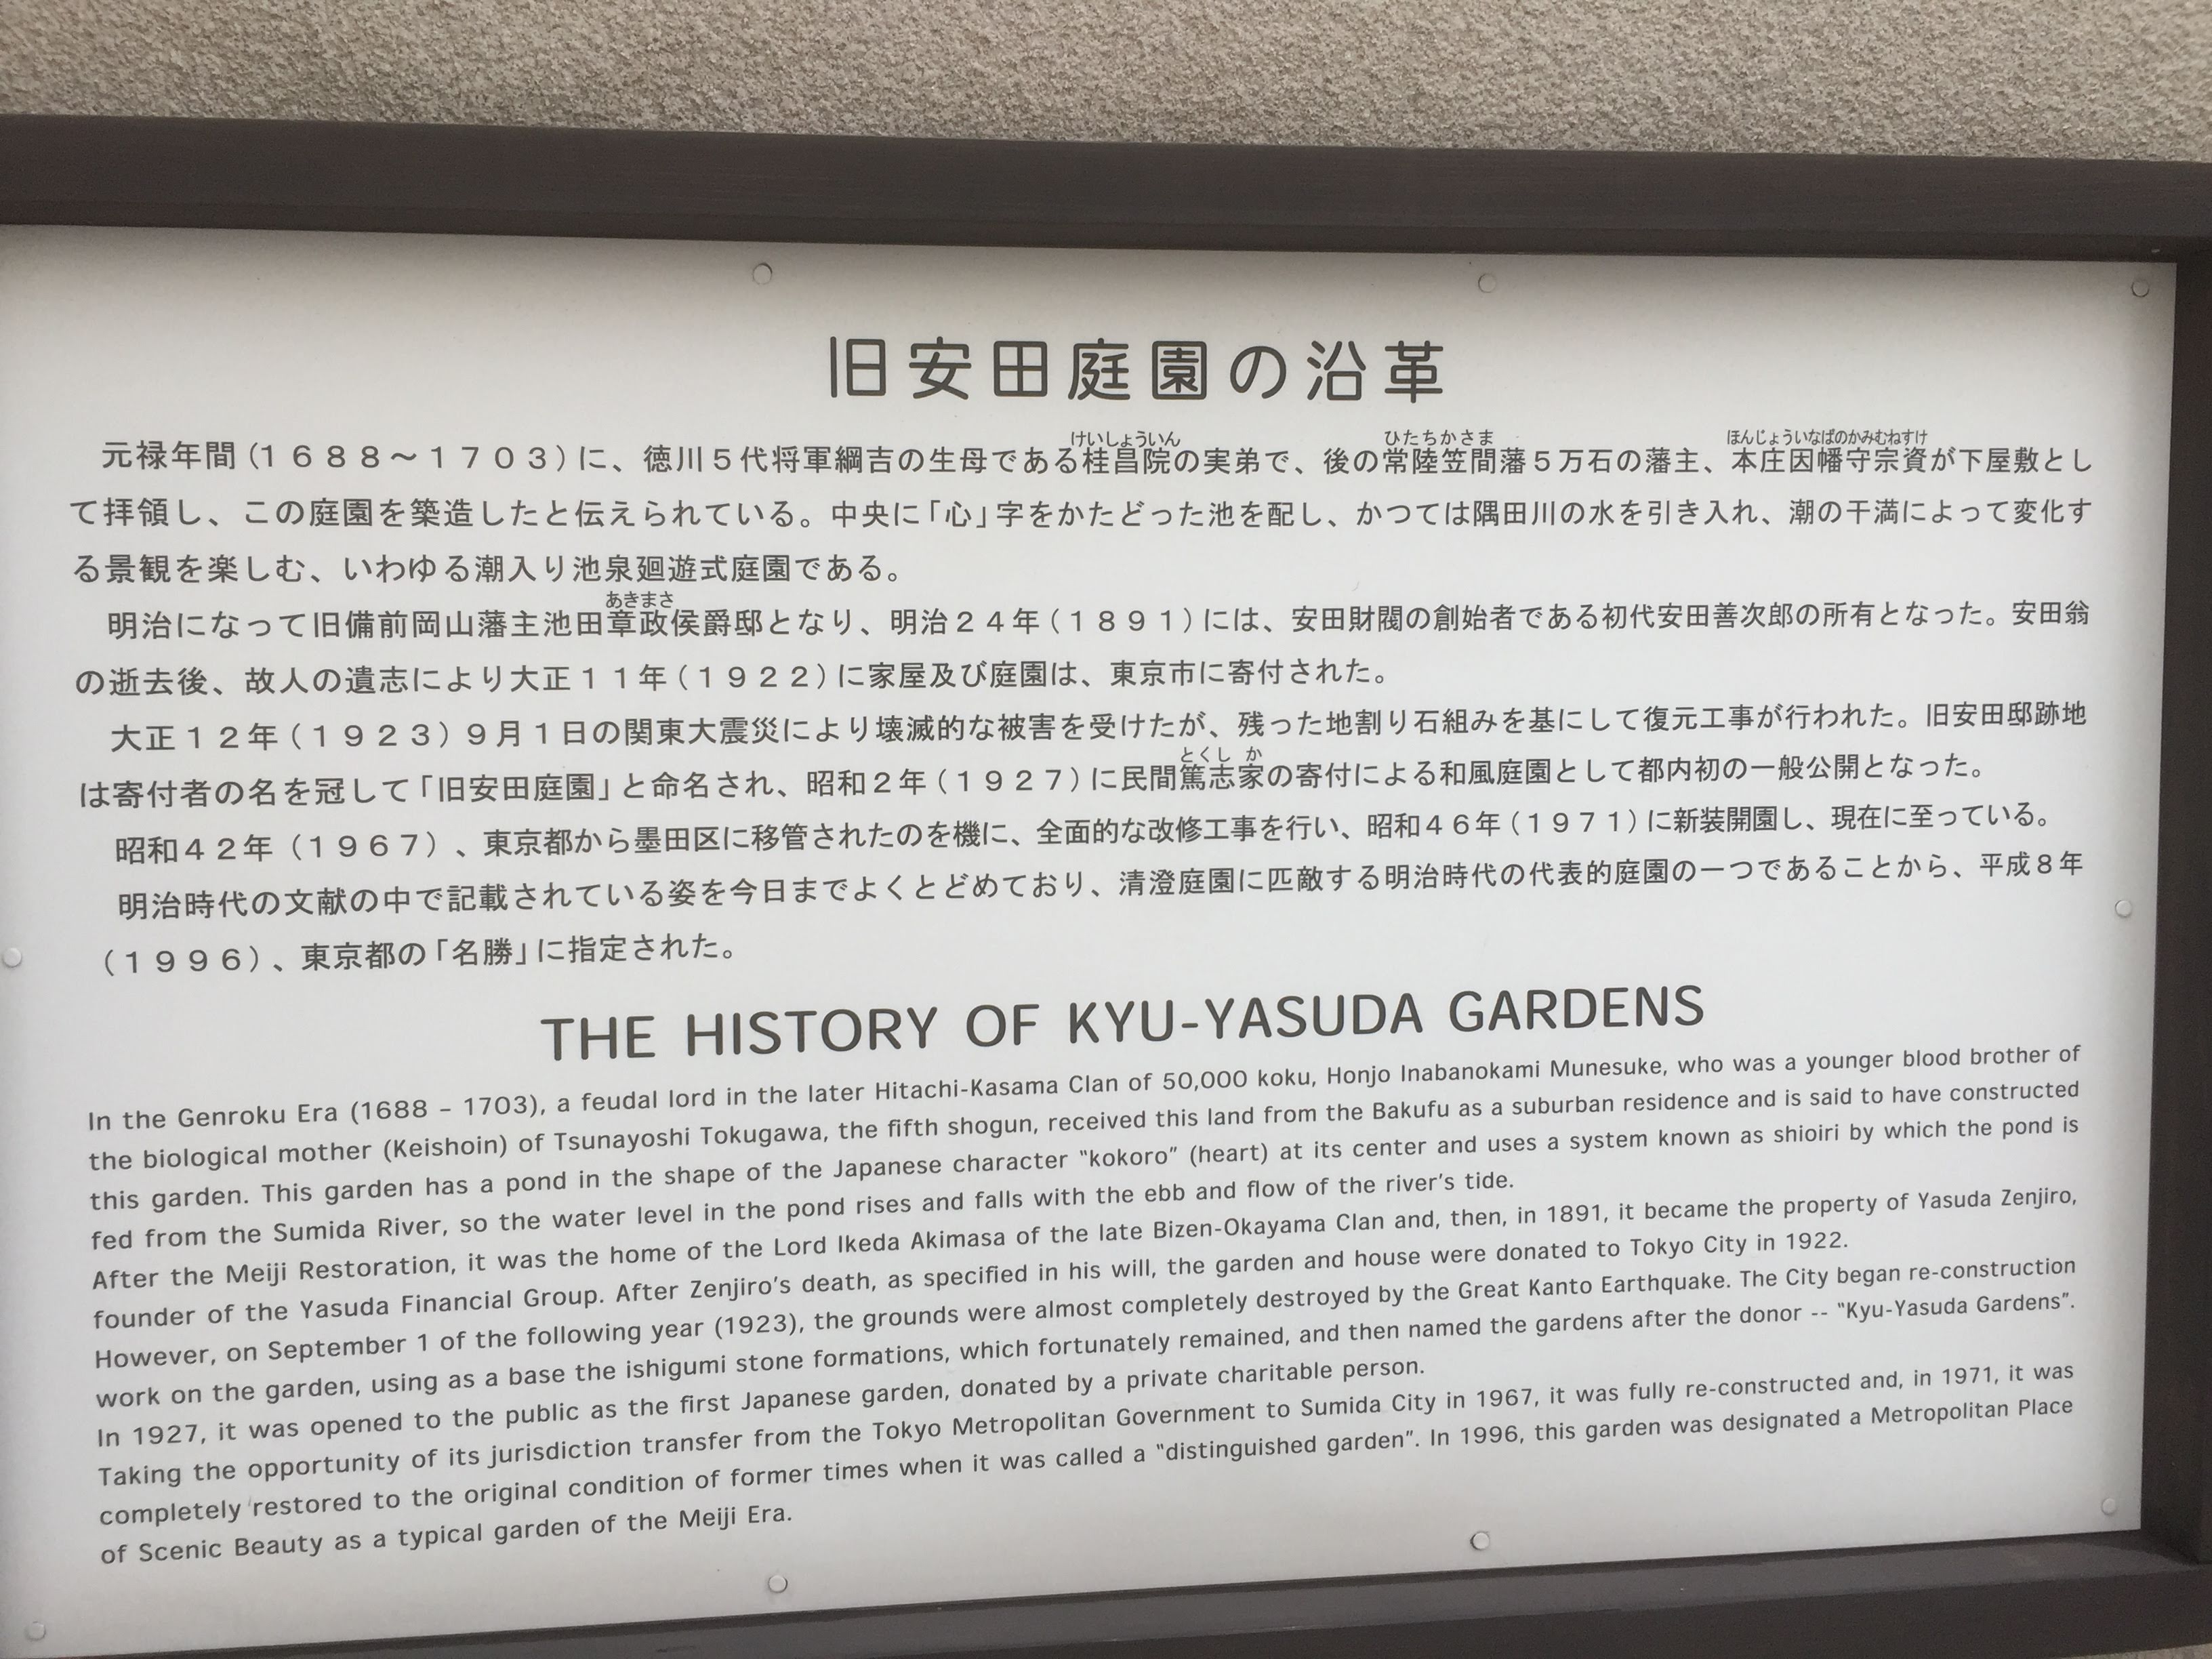 旧安田庭園の沿革
けいしょういん ひたちかさま ほんじょういなばのかみむねすけ
元禄年間(1688～1703)に、徳川5代将軍綱吉の生母である桂昌院の実弟で、後の常陸笠間藩5万石の藩主、本庄因幡守宗資が下屋敷とし
て拝領し、この庭園を築造したと伝えられている。中央に「心」字をかたどった池を配し、かつては隅田川の水を引き入れ、潮の干満によって変化す
る景観を楽しむ、いわゆる潮入り池泉廻遊式庭園である。
あきまさ
明治になって旧備前岡山藩主池田章政侯爵邸となり、明治24年(1891)には、安田財閥の創始者である初代安田善次郎の所有となった。安田翁
の逝去後、故人の遺志により大正11年(1922)に家屋及び庭園は、東京市に寄付された。
大正12年(1923)9月1日の関東大震災により壊滅的な被害を受けたが、残った地割り石組みを基にして復元工事が行われた。旧安田邸跡地
とくし か
は寄付者の名を冠して「旧安田庭園」と命名され、昭和2年(1927)に民間篤志家の寄付による和風庭園として都内初の一般公開となった。
昭和42年(1967)、東京都から墨田区に移管されたのを機に、全面的な改修工事を行い、昭和46年(1971)に新装開園し、現在に至っている。
明治時代の文献の中で記載されている姿を今日までよくとどめており、清澄庭園に匹敵する明治時代の代表的庭園の一つであることから、平成8年
(1996)、東京都の「名勝」に指定された。
THE HISTORY OF KYU-YASUDA GARDENS
In the Genroku Era (1688 – 1703), a feudal lord in the later Hitachi-Kasama Clan of 50,000 koku, Honjo Inabanokami Munesuke, who was a younger blood brother of
the biological mother (Keishoin) of Tsunayoshi Tokugawa, the fifth shogun, received this land from the Bakufu as a suburban residence and is said to have constructed
this garden. This garden has a pond in the shape of the Japanese character “kokoro” (heart) at its center and uses a system known as shioiri by which the pond is
fed from the Sumida River, so the water level in the pond rises and falls with the ebb and flow of the river's tide.
After the Meiji Restoration, it was the home of the Lord Ikeda Akimasa of the late Bizen-Okayama Clan and, then, in 1891, it became the property of Yasuda Zenjiro,
founder of the Yasuda Financial Group. After Zenjiro's death, as specified in his will, the garden and house were donated to Tokyo City in 1922.
However, on September 1 of the following year (1923), the grounds were almost completely destroyed by the Great Kanto Earthquake. The City began re-construction
work on the garden, using as a base the ishigumi stone formations, which fortunately remained, and then named the gardens after the donor -- “Kyu-Yasuda Gardens”.
In 1927, it was opened to the public as the first Japanese garden, donated by a private charitable person.
Taking the opportunity of its jurisdiction transfer from the Tokyo Metropolitan Government to Sumida City in 1967, it was fully re-constructed and, in 1971, it was
completely restored to the original condition of former times when it was called a “distinguished garden”. In 1996, this garden was designated a Metropolitan Place
of Scenic Beauty as a typical garden of the Meiji Era.